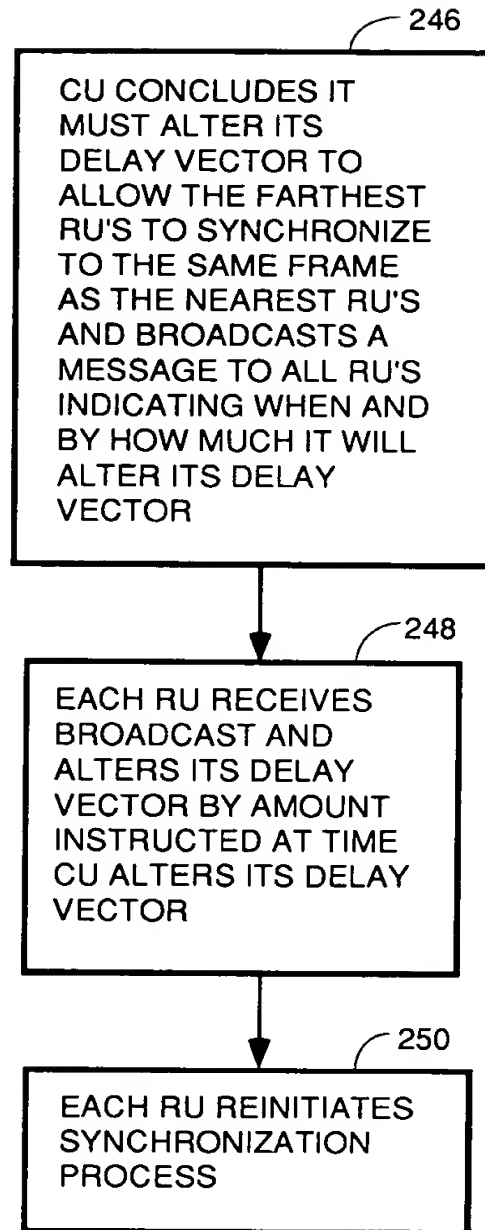 246
CU CONCLUDES IT
MUST ALTER ITS
DELAY VECTOR TO
ALLOW THE FARTHEST
RU'S TO SYNCHRONIZE
TO THE SAME FRAME
AS THE NEAREST RU'S
AND BROADCASTS A
MESSAGE TO ALL RU'S
INDICATING WHEN AND
BY HOW MUCH IT WILL
ALTER ITS DELAY
VECTOR
248
EACH RU RECEIVES
BROADCAST AND
ALTERS ITS DELAY
VECTOR BY AMOUNT
INSTRUCTED AT TIME
CU ALTERS ITS DELAY
VECTOR
250
EACH RU REINITIATES
SYNCHRONIZATION
PROCESS